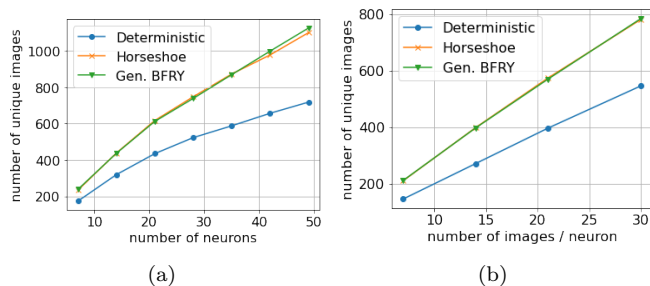 number of unique images
1000
800
600
400
200
Deterministic
Horseshoe
Gen. BFRY
10 20 30 40 50
number of neurons
(a)
number of unique images
800
600
400
200
Deterministic
Horseshoe
Gen. BFRY
10 15 20 25 30
number of images / neuron
(b)